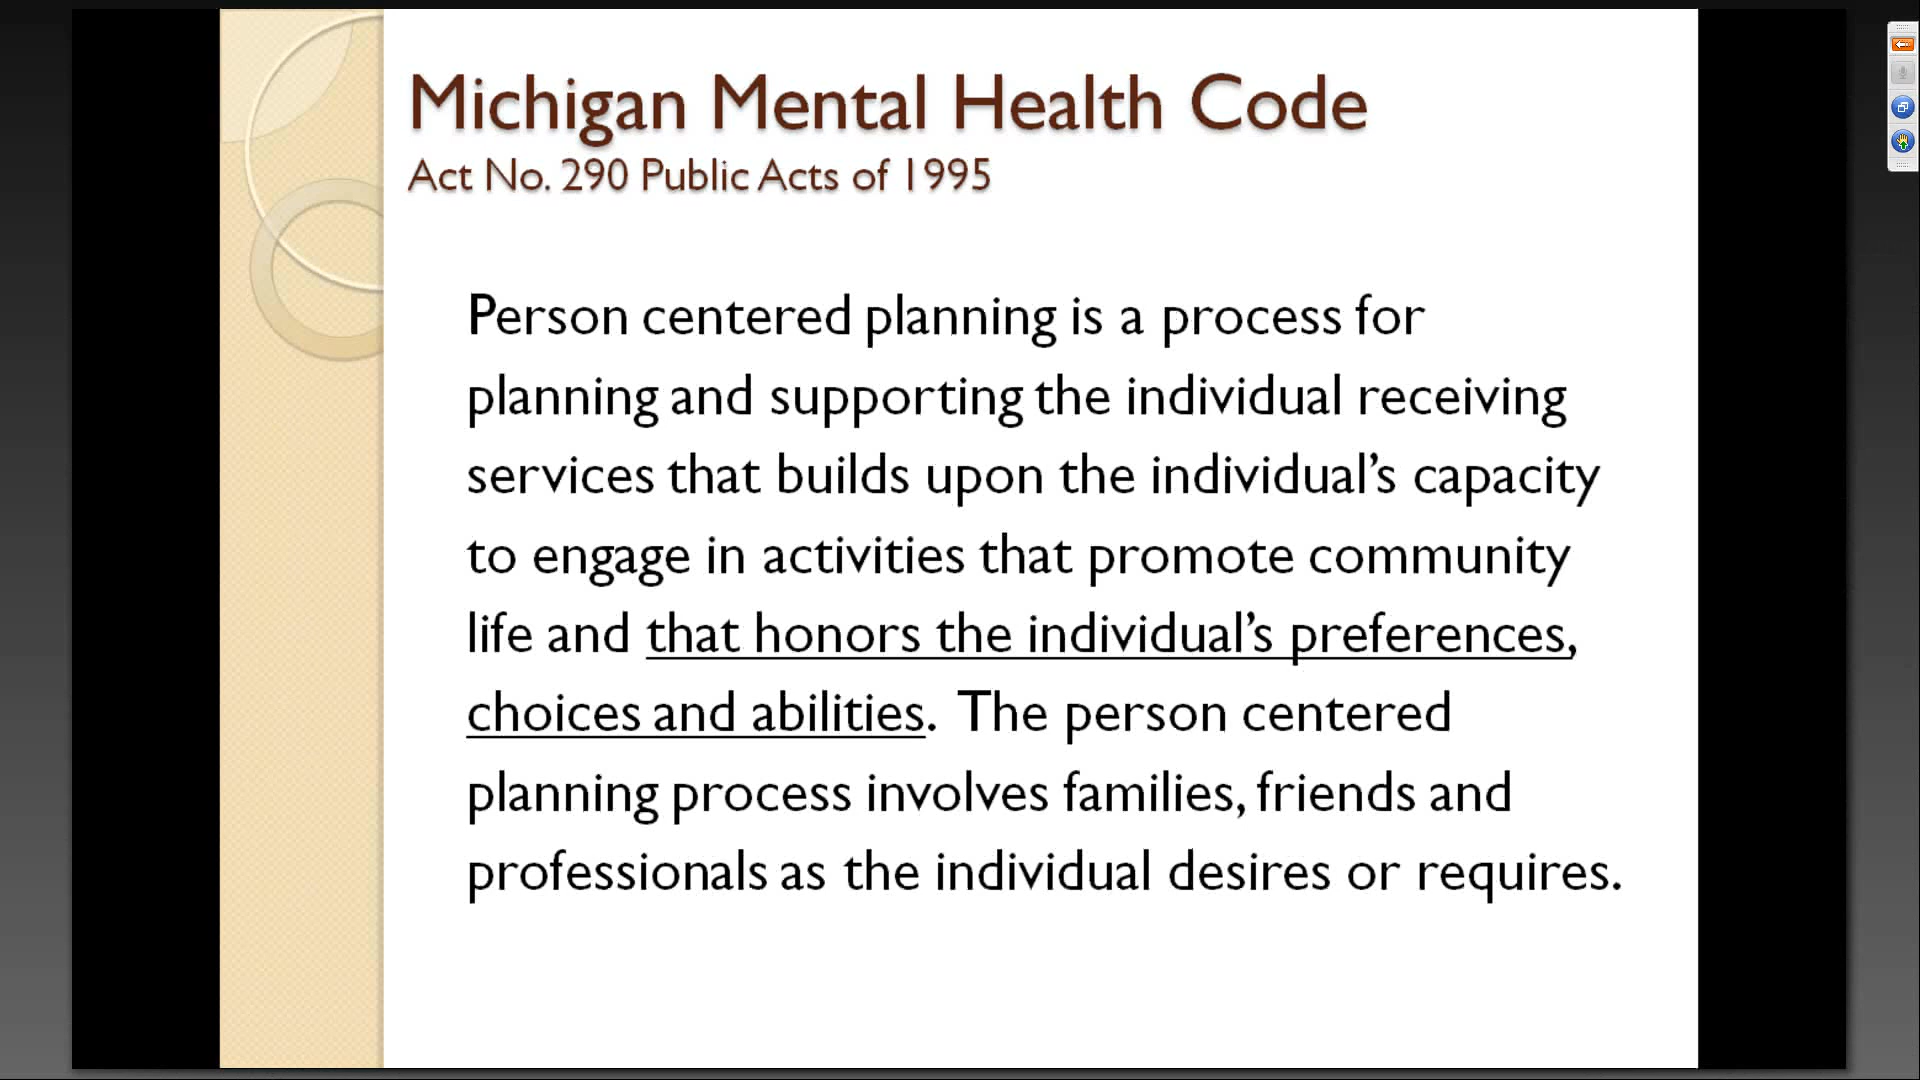 Michigan Mental Health Code
Act No. 290 Public Acts of 1995
Person centered planning is a process for
planning and supporting the individual receiving
services that builds upon the individual’s capacity
to engage in activities that promote community
life and that honors the individual’s preferences,
choices and abilities.  The person centered
planning process involves families, friends and
professionals as the individual desires or requires.